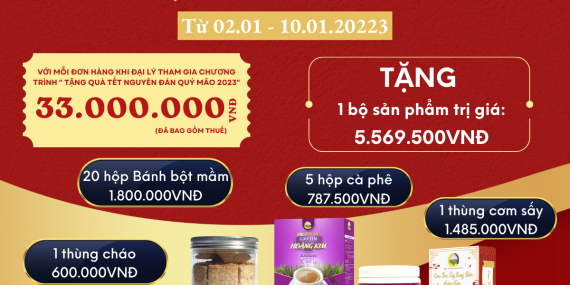 Từ 02.01 - 10.01.20223
VỚI MỖI ĐƠN HÀNG KHI ĐẠI LÝ THAM GIA CHƯƠNG
TRÌNH " TẶNG QUÀ TẾT NGUYÊN ĐÁN QUÝ MÃO 2023"
33.000.000 VNĐ
(ĐÃ BAO GỒM THUẾ)
TẶNG
1 bộ sản phẩm trị giá:
5.569.500VNĐ
20 hộp Bánh bột mầm
1.800.000VNĐ
5 hộp cà phê
787.500VNĐ
1 thùng cơm sấy
1.485.000VNĐ
1 thùng cháo
600.000VNĐ
HOÀNG KIM